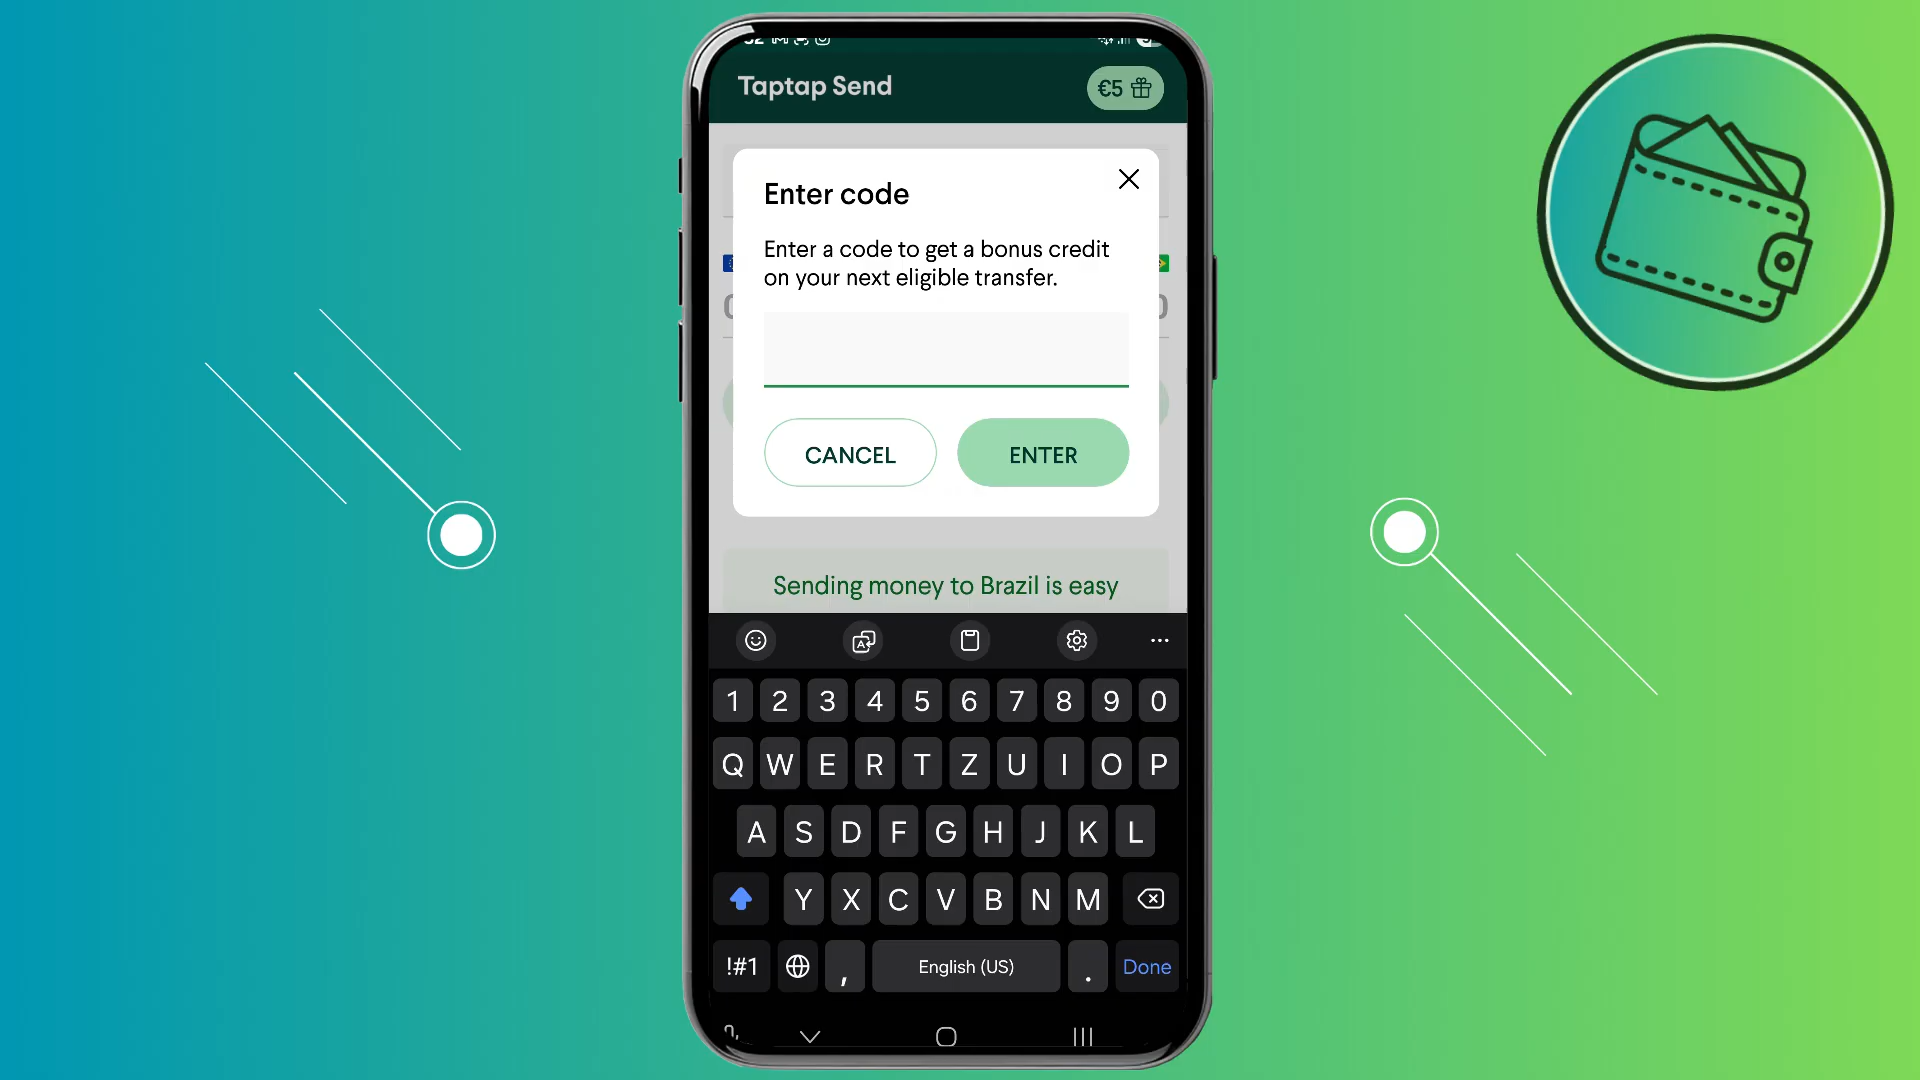 Taptap Send
€5
Enter code
Enter a code to get a bonus credit
on your next eligible transfer.
CANCEL
ENTER
Sending money to Brazil is easy
1 2 3 4 5 6 7 8 9 0
Q W E R T Z U I O P
A S D F G H J K L
Y X C V B N M
!#1 , English (US) . Done